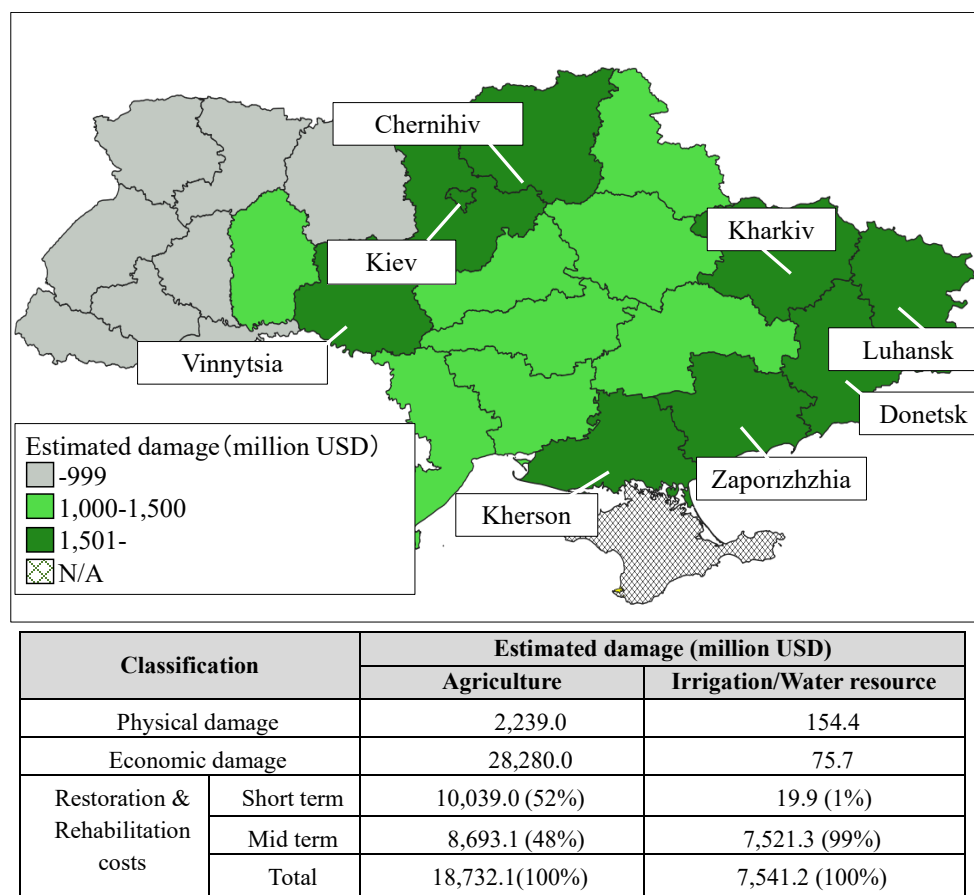 Chernihiv
Kharkiv
Kiev
Vinnytsia
Luhansk
Donetsk
Zaporizhzhia
Kherson
Estimated damage(million USD)
-999
1,000-1,500
1,501-
N/A
Classification
Estimated damage (million USD)
Agriculture
Irrigation/Water resource
Physical damage
2,239.0
154.4
Economic damage
28,280.0
75.7
Restoration &
Rehabilitation
costs
Short term
10,039.0 (52%)
19.9 (1%)
Mid term
8,693.1 (48%)
7,521.3 (99%)
Total
18,732.1(100%)
7,541.2 (100%)